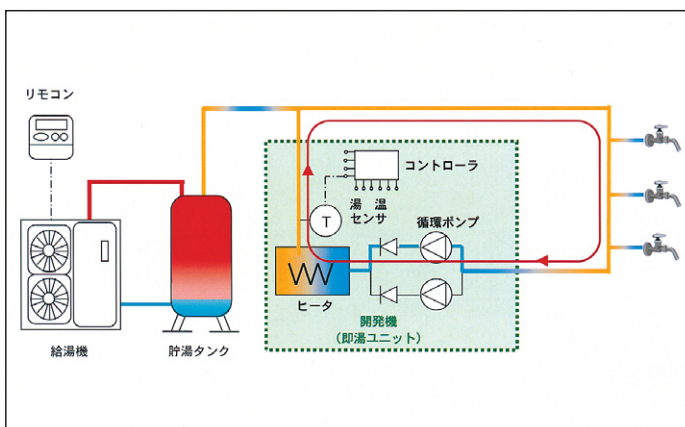 リモコン
コントローラ
湯　温
センサ
T
循環ポンプ
ヒータ
開発機
(即湯ユニット)
給湯機
貯湯タンク